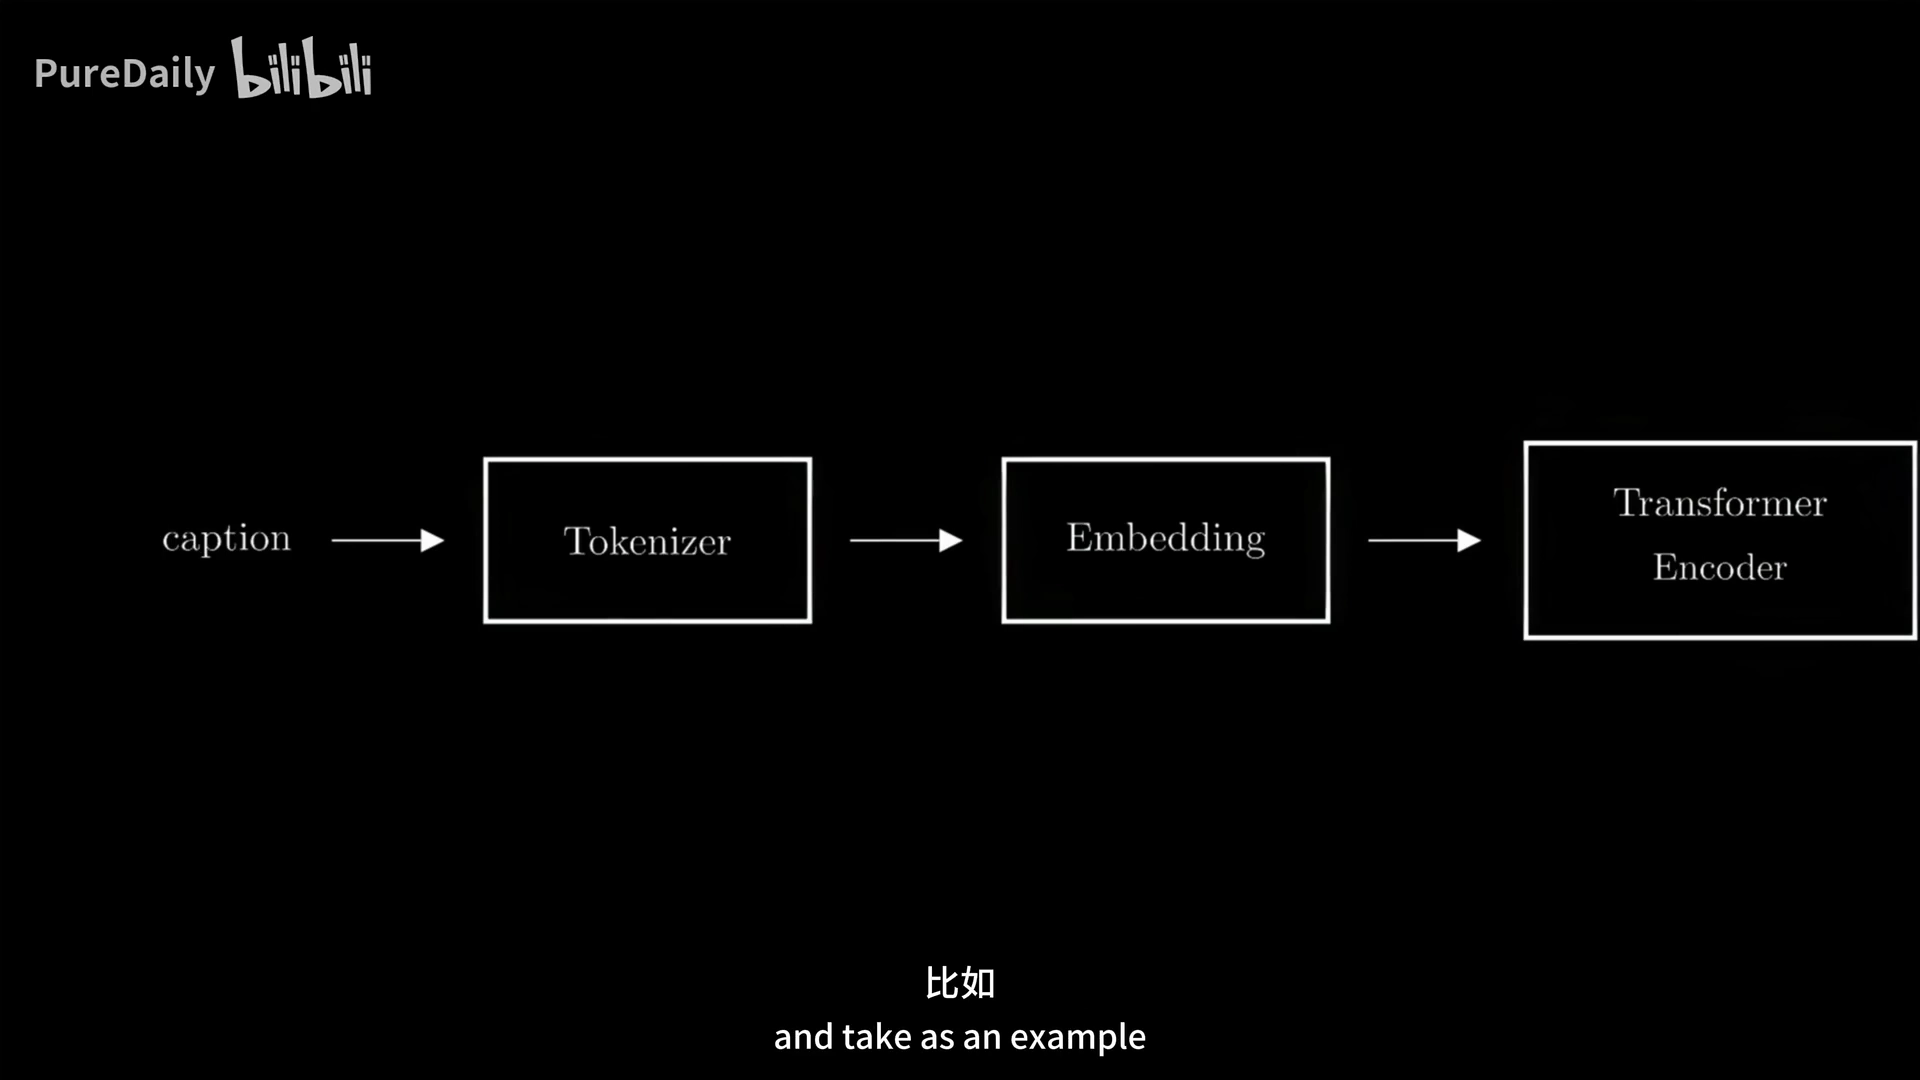 PureDaily bilibili
caption
Tokenizer
Embedding
Transformer
Encoder
比如
and take as an example